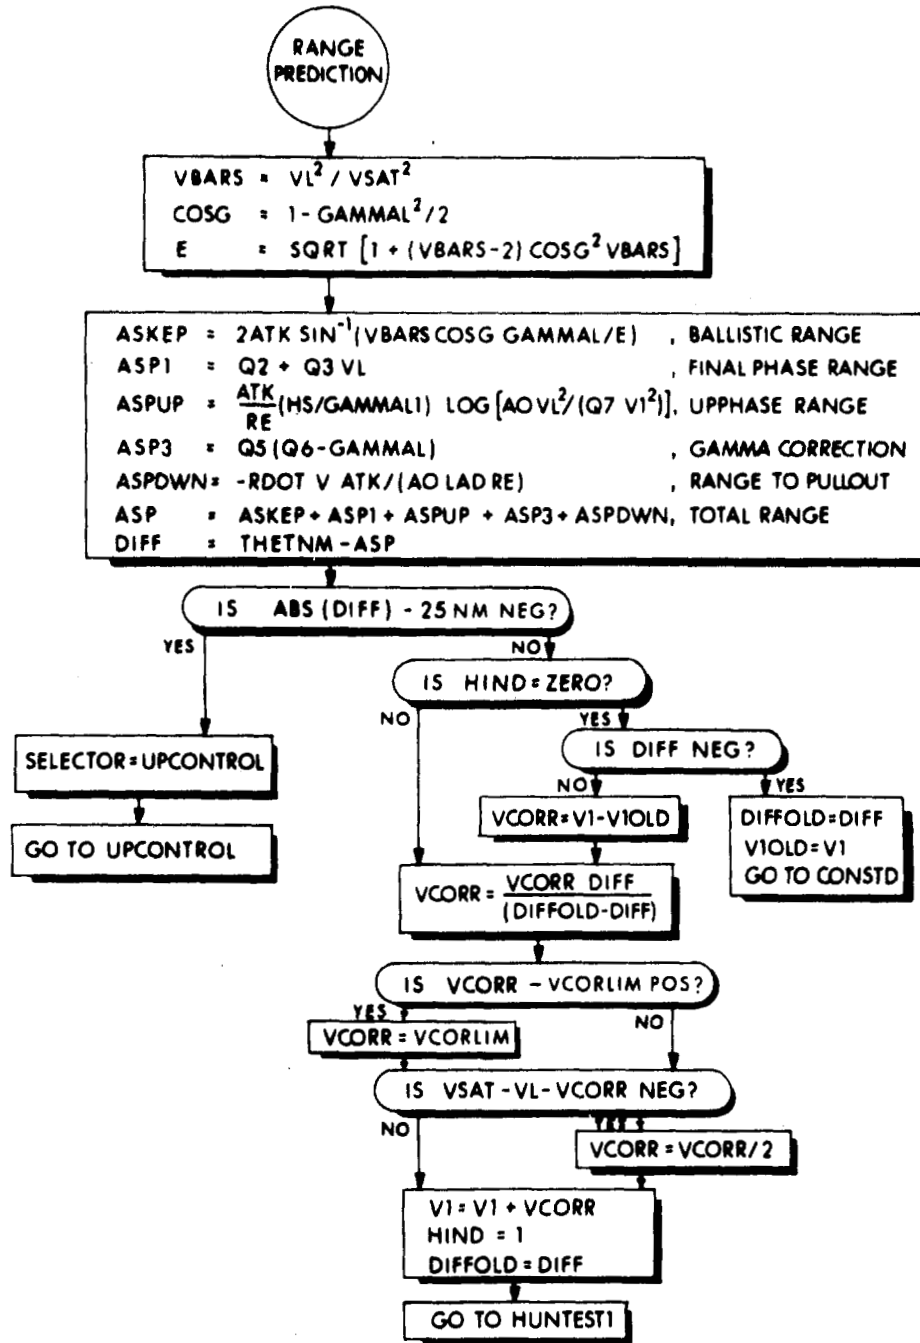 RANGE
PREDICTION
VBARS = VL² / VSAT²
COSG = 1 - GAMMAL²/2
E = SQRT [1 + (VBARS-2) COSG² VBARS]
ASKEP = 2ATK SIN⁻¹(VBARS COSG GAMMAL/E) , BALLISTIC RANGE
ASP1 = Q2 + Q3 VL , FINAL PHASE RANGE
ASPUP = ATK/RE (HS/GAMMAL1) LOG [AO VL²/(Q7 V1²)], UPPHASE RANGE
ASP3 = Q5 (Q6-GAMMAL) , GAMMA CORRECTION
ASPDWN = -RDOT V ATK/(AO LAD RE) , RANGE TO PULLOUT
ASP = ASKEP + ASP1 + ASPUP + ASP3 + ASPDWN, TOTAL RANGE
DIFF = THETNM - ASP
IS ABS (DIFF) - 25 NM NEG?
YES
NO
IS HIND = ZERO?
NO
YES
SELECTOR = UPCONTROL
IS DIFF NEG?
NO
YES
GO TO UPCONTROL
VCORR = V1 - V1OLD
DIFFOLD = DIFF
V1OLD = V1
GO TO CONSTD
VCORR = VCORR DIFF / (DIFFOLD-DIFF)
IS VCORR - VCORLIM POS?
YES
NO
VCORR = VCORLIM
IS VSAT - VL - VCORR NEG?
NO
YES
VCORR = VCORR/2
V1 = V1 + VCORR
HIND = 1
DIFFOLD = DIFF
GO TO HUNTEST1